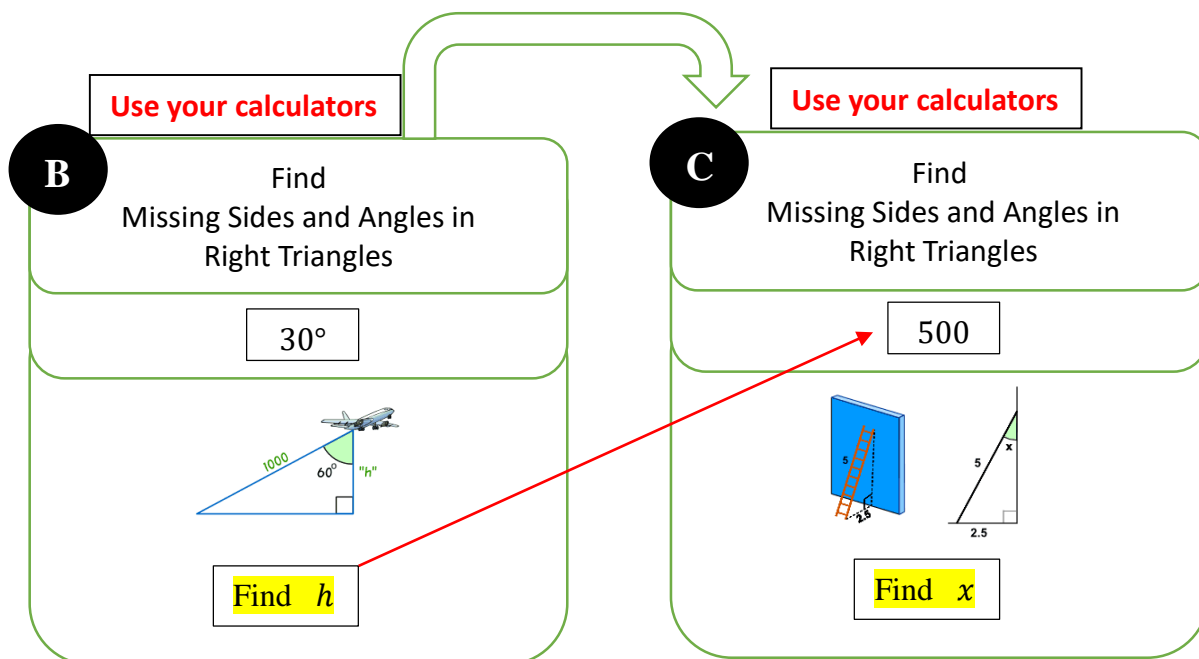 Use your calculators
B
Find
Missing Sides and Angles in
Right Triangles
30°
1000
60°
"h"
Find h
Use your calculators
C
Find
Missing Sides and Angles in
Right Triangles
500
5
2.5
x
5
2.5
Find x